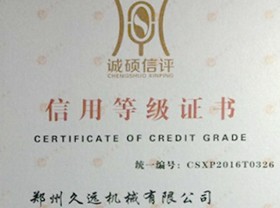 诚硕信评
CHENGSHUO XINPING
信用等级证书
CERTIFICATE OF CREDIT GRADE
统一编号：CSXP2016T0326
郑州久远机械有限公司